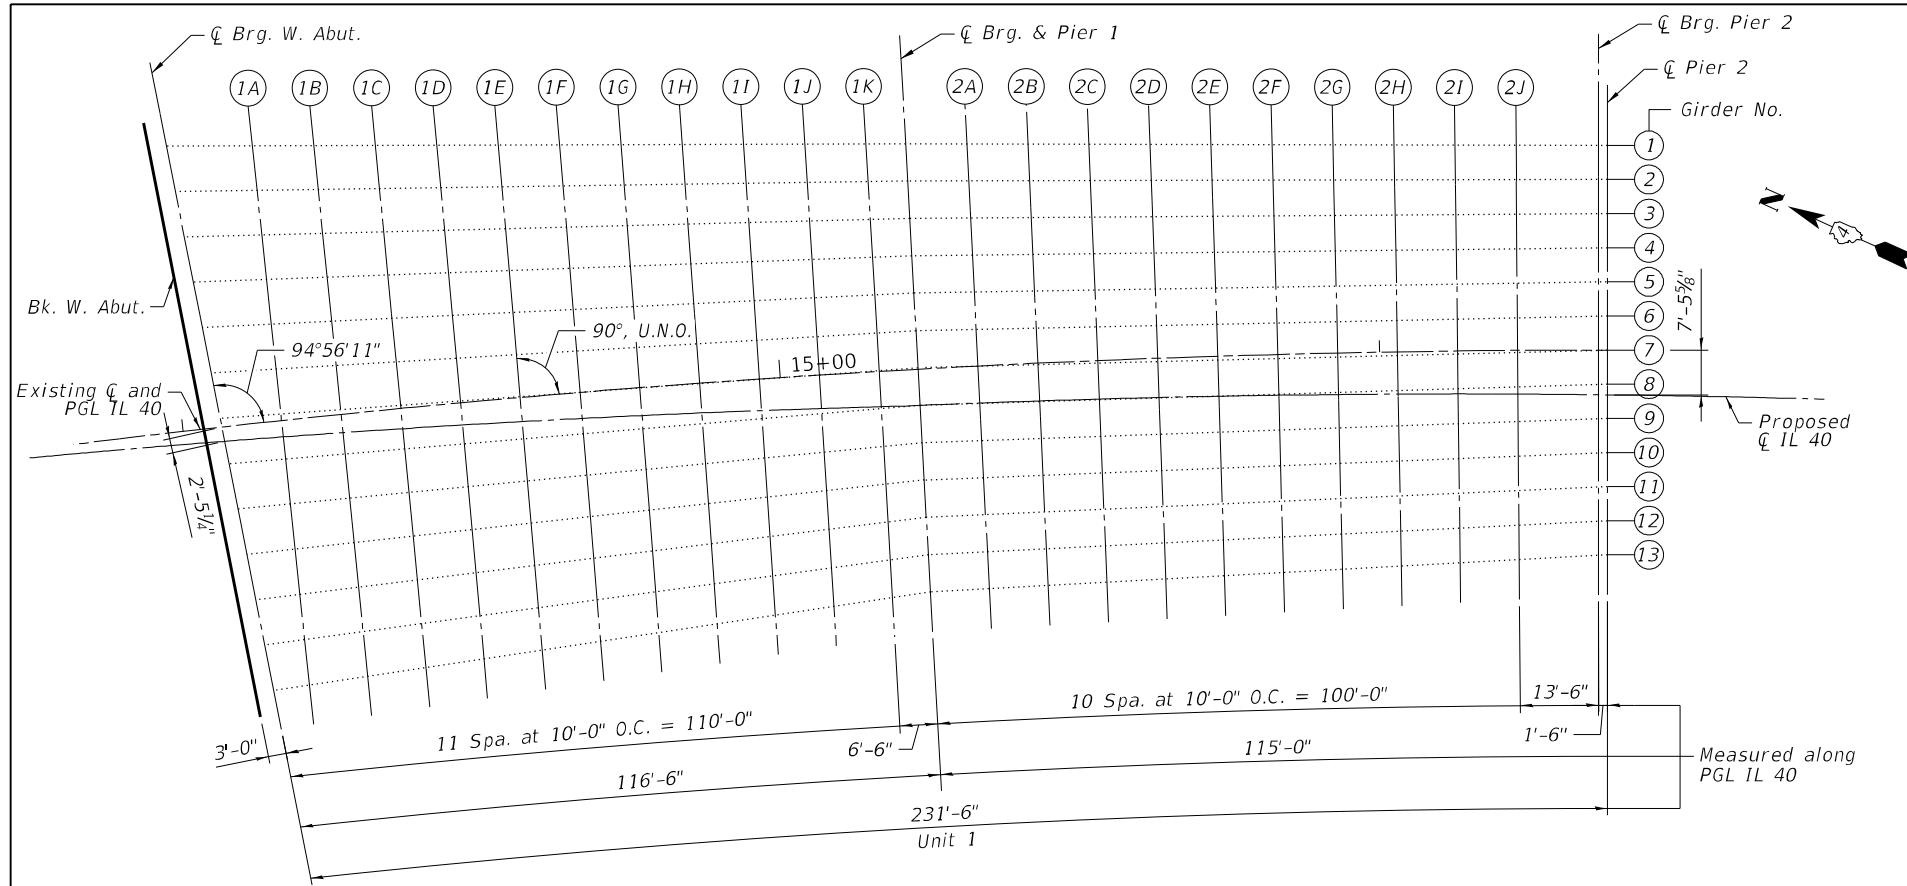 ℄ Brg. W. Abut.
℄ Brg. & Pier 1
℄ Brg. Pier 2
℄ Pier 2
1A 1B 1C 1D 1E 1F 1G 1H 1I 1J 1K 2A 2B 2C 2D 2E 2F 2G 2H 2I 2J
Girder No.
1
2
3
4
5
6
7
8
9
10
11
12
13
N
4
Bk. W. Abut.
94°56'11"
90°, U.N.O.
15+00
7'-5⅝"
Existing ℄ and
PGL IL 40
Proposed
℄ IL 40
2'-5¼"
3'-0"
11 Spa. at 10'-0" O.C. = 110'-0"
6'-6"
10 Spa. at 10'-0" O.C. = 100'-0"
13'-6"
1'-6"
116'-6"
115'-0"
Measured along
PGL IL 40
231'-6"
Unit 1